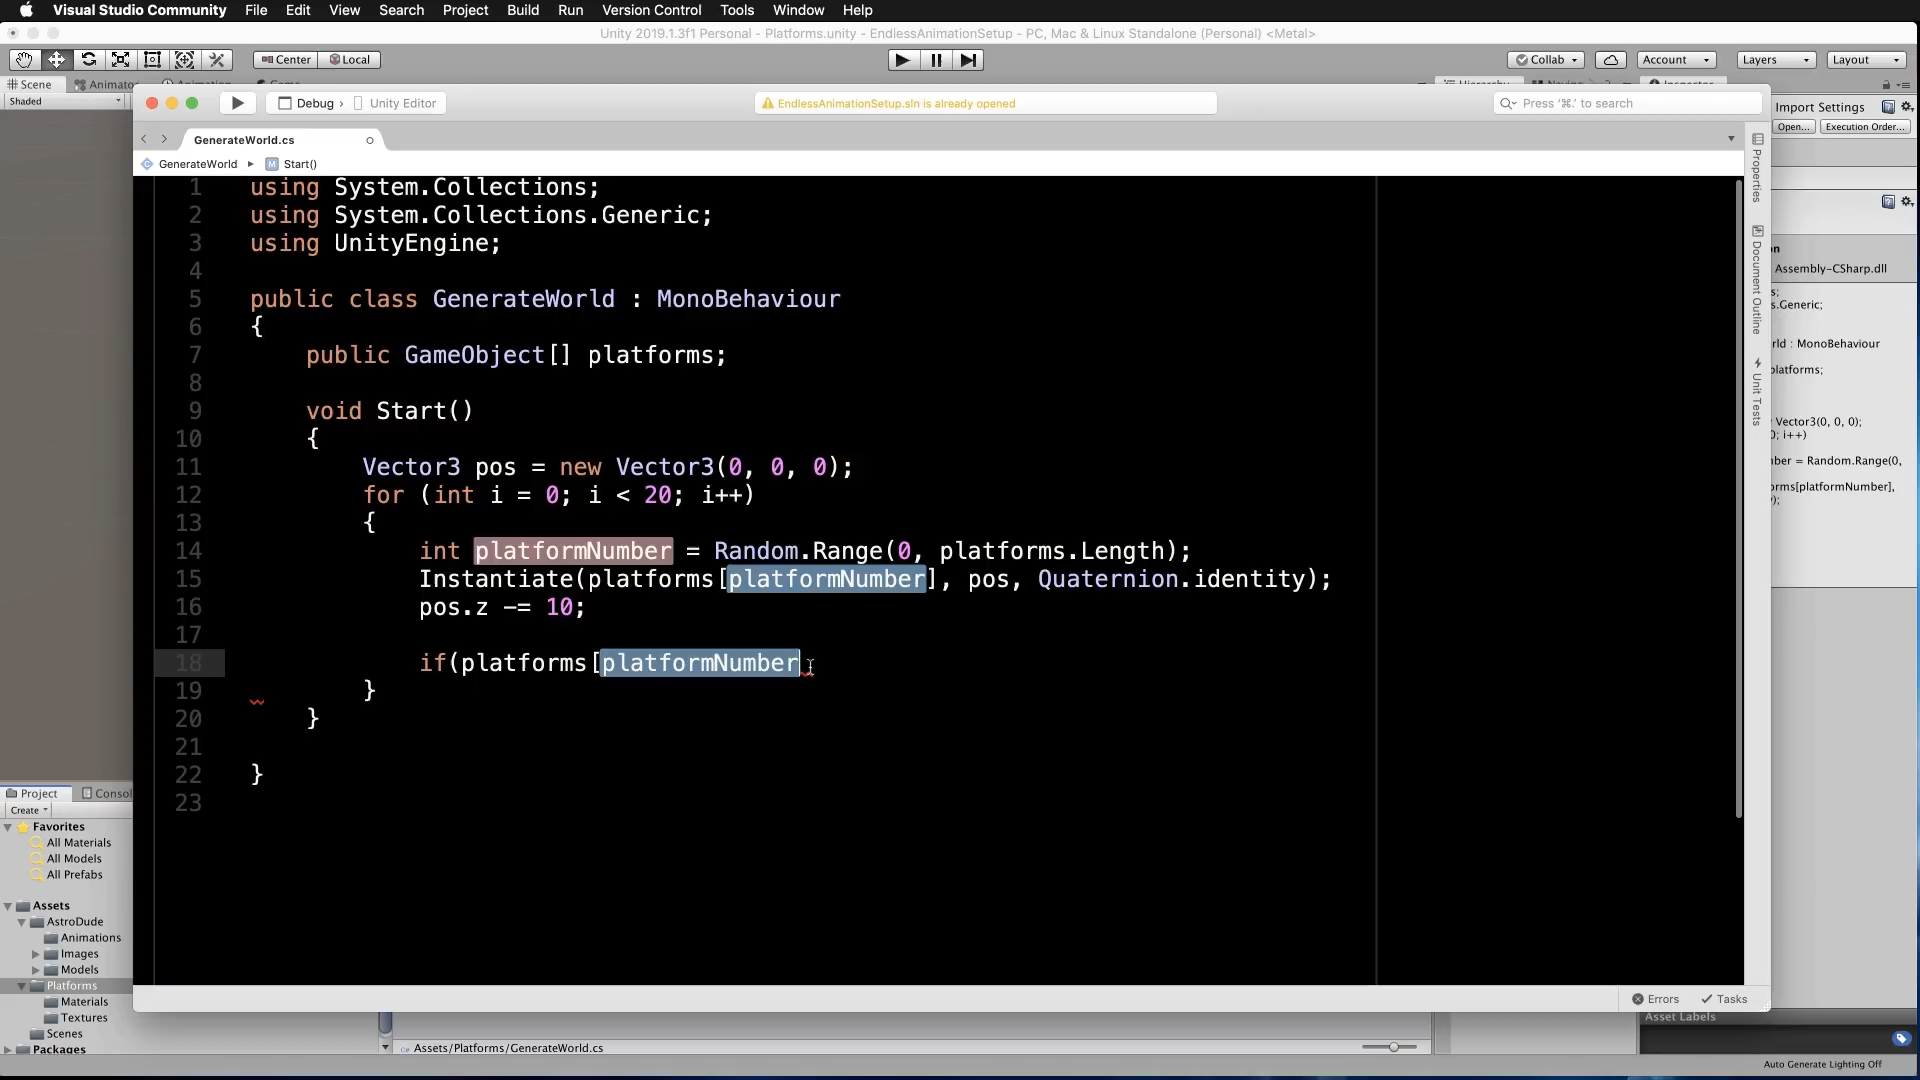 Visual Studio Community File Edit View Search Project Build Run Version Control Tools Window Help
Unity 2019.1.3f1 Personal - Platforms.unity - EndlessAnimationSetup - PC, Mac & Linux Standalone (Personal) <Metal>
Center Local Collab Account Layers Layout
Scene Animator Animation Game Hierarchy Inspector
Shaded
Debug › Unity Editor EndlessAnimationSetup.sln is already opened Press '⌘.' to search
Import Settings
Open... Execution Order...
GenerateWorld.cs
GenerateWorld ▸ M Start()
Properties
Document Outline
Unit Tests
1 using System.Collections;
2 using System.Collections.Generic;
3 using UnityEngine;
4
5 public class GenerateWorld : MonoBehaviour
6 {
7 public GameObject[] platforms;
8
9 void Start()
10 {
11 Vector3 pos = new Vector3(0, 0, 0);
12 for (int i = 0; i < 20; i++)
13 {
14 int platformNumber = Random.Range(0, platforms.Length);
15 Instantiate(platforms[platformNumber], pos, Quaternion.identity);
16 pos.z -= 10;
17
18 if(platforms[platformNumber
19 }
20 }
21
22 }
23
on
Assembly-CSharp.dll
s;
s.Generic;
rld : MonoBehaviour
platforms;
Vector3(0, 0, 0);
0; i++)
mber = Random.Range(0,
orms[platformNumber],
);
Project Consol
Create
Favorites
All Materials
All Models
All Prefabs
Assets
AstroDude
Animations
Images
Models
Platforms
Materials
Textures
Scenes
Packages
Errors Tasks
Asset Labels
Assets/Platforms/GenerateWorld.cs
Auto Generate Lighting Off